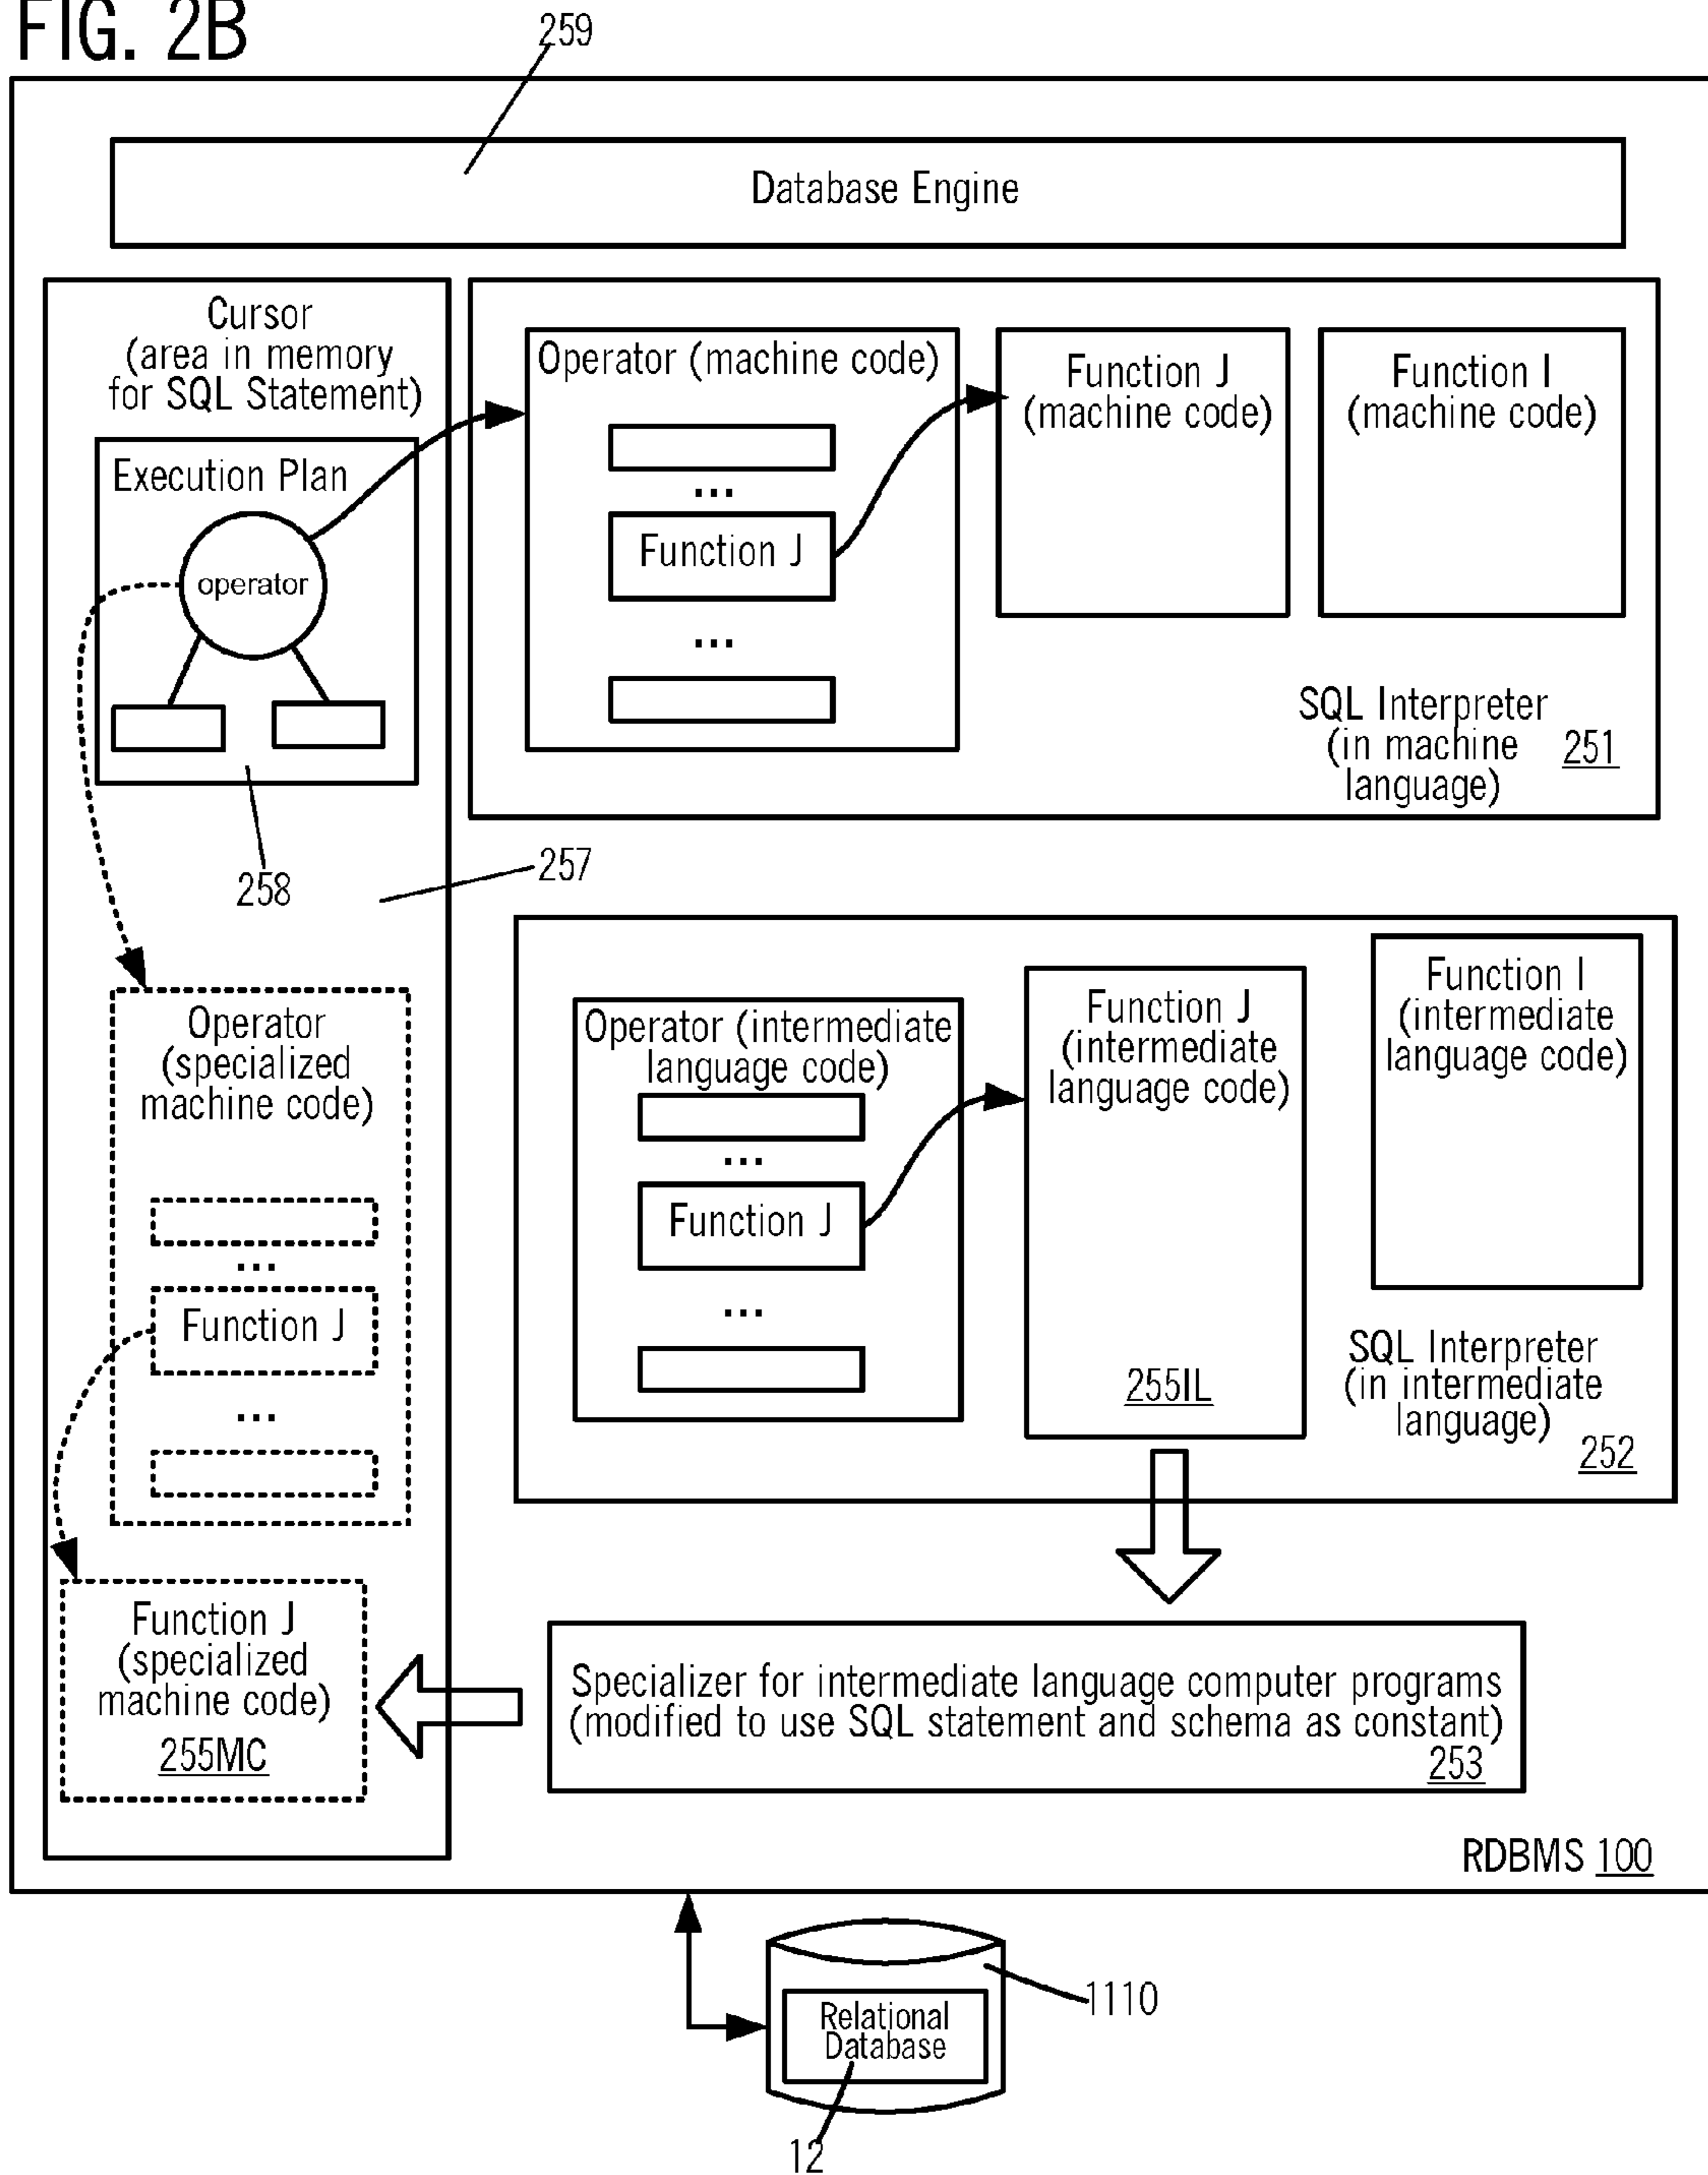 FIG. 2B
259
Database Engine
Cursor
(area in memory
for SQL Statement)
Execution Plan
operator
258
257
Operator (machine code)
...
Function J
...
Function J
(machine code)
Function I
(machine code)
SQL Interpreter
(in machine
language)
251
Operator
(specialized
machine code)
...
Function J
...
Operator (intermediate
language code)
...
Function J
...
Function J
(intermediate
language code)
255IL
Function I
(intermediate
language code)
SQL Interpreter
(in intermediate
language)
252
Function J
(specialized
machine code)
255MC
Specializer for intermediate language computer programs
(modified to use SQL statement and schema as constant)
253
RDBMS 100
1110
Relational
Database
12